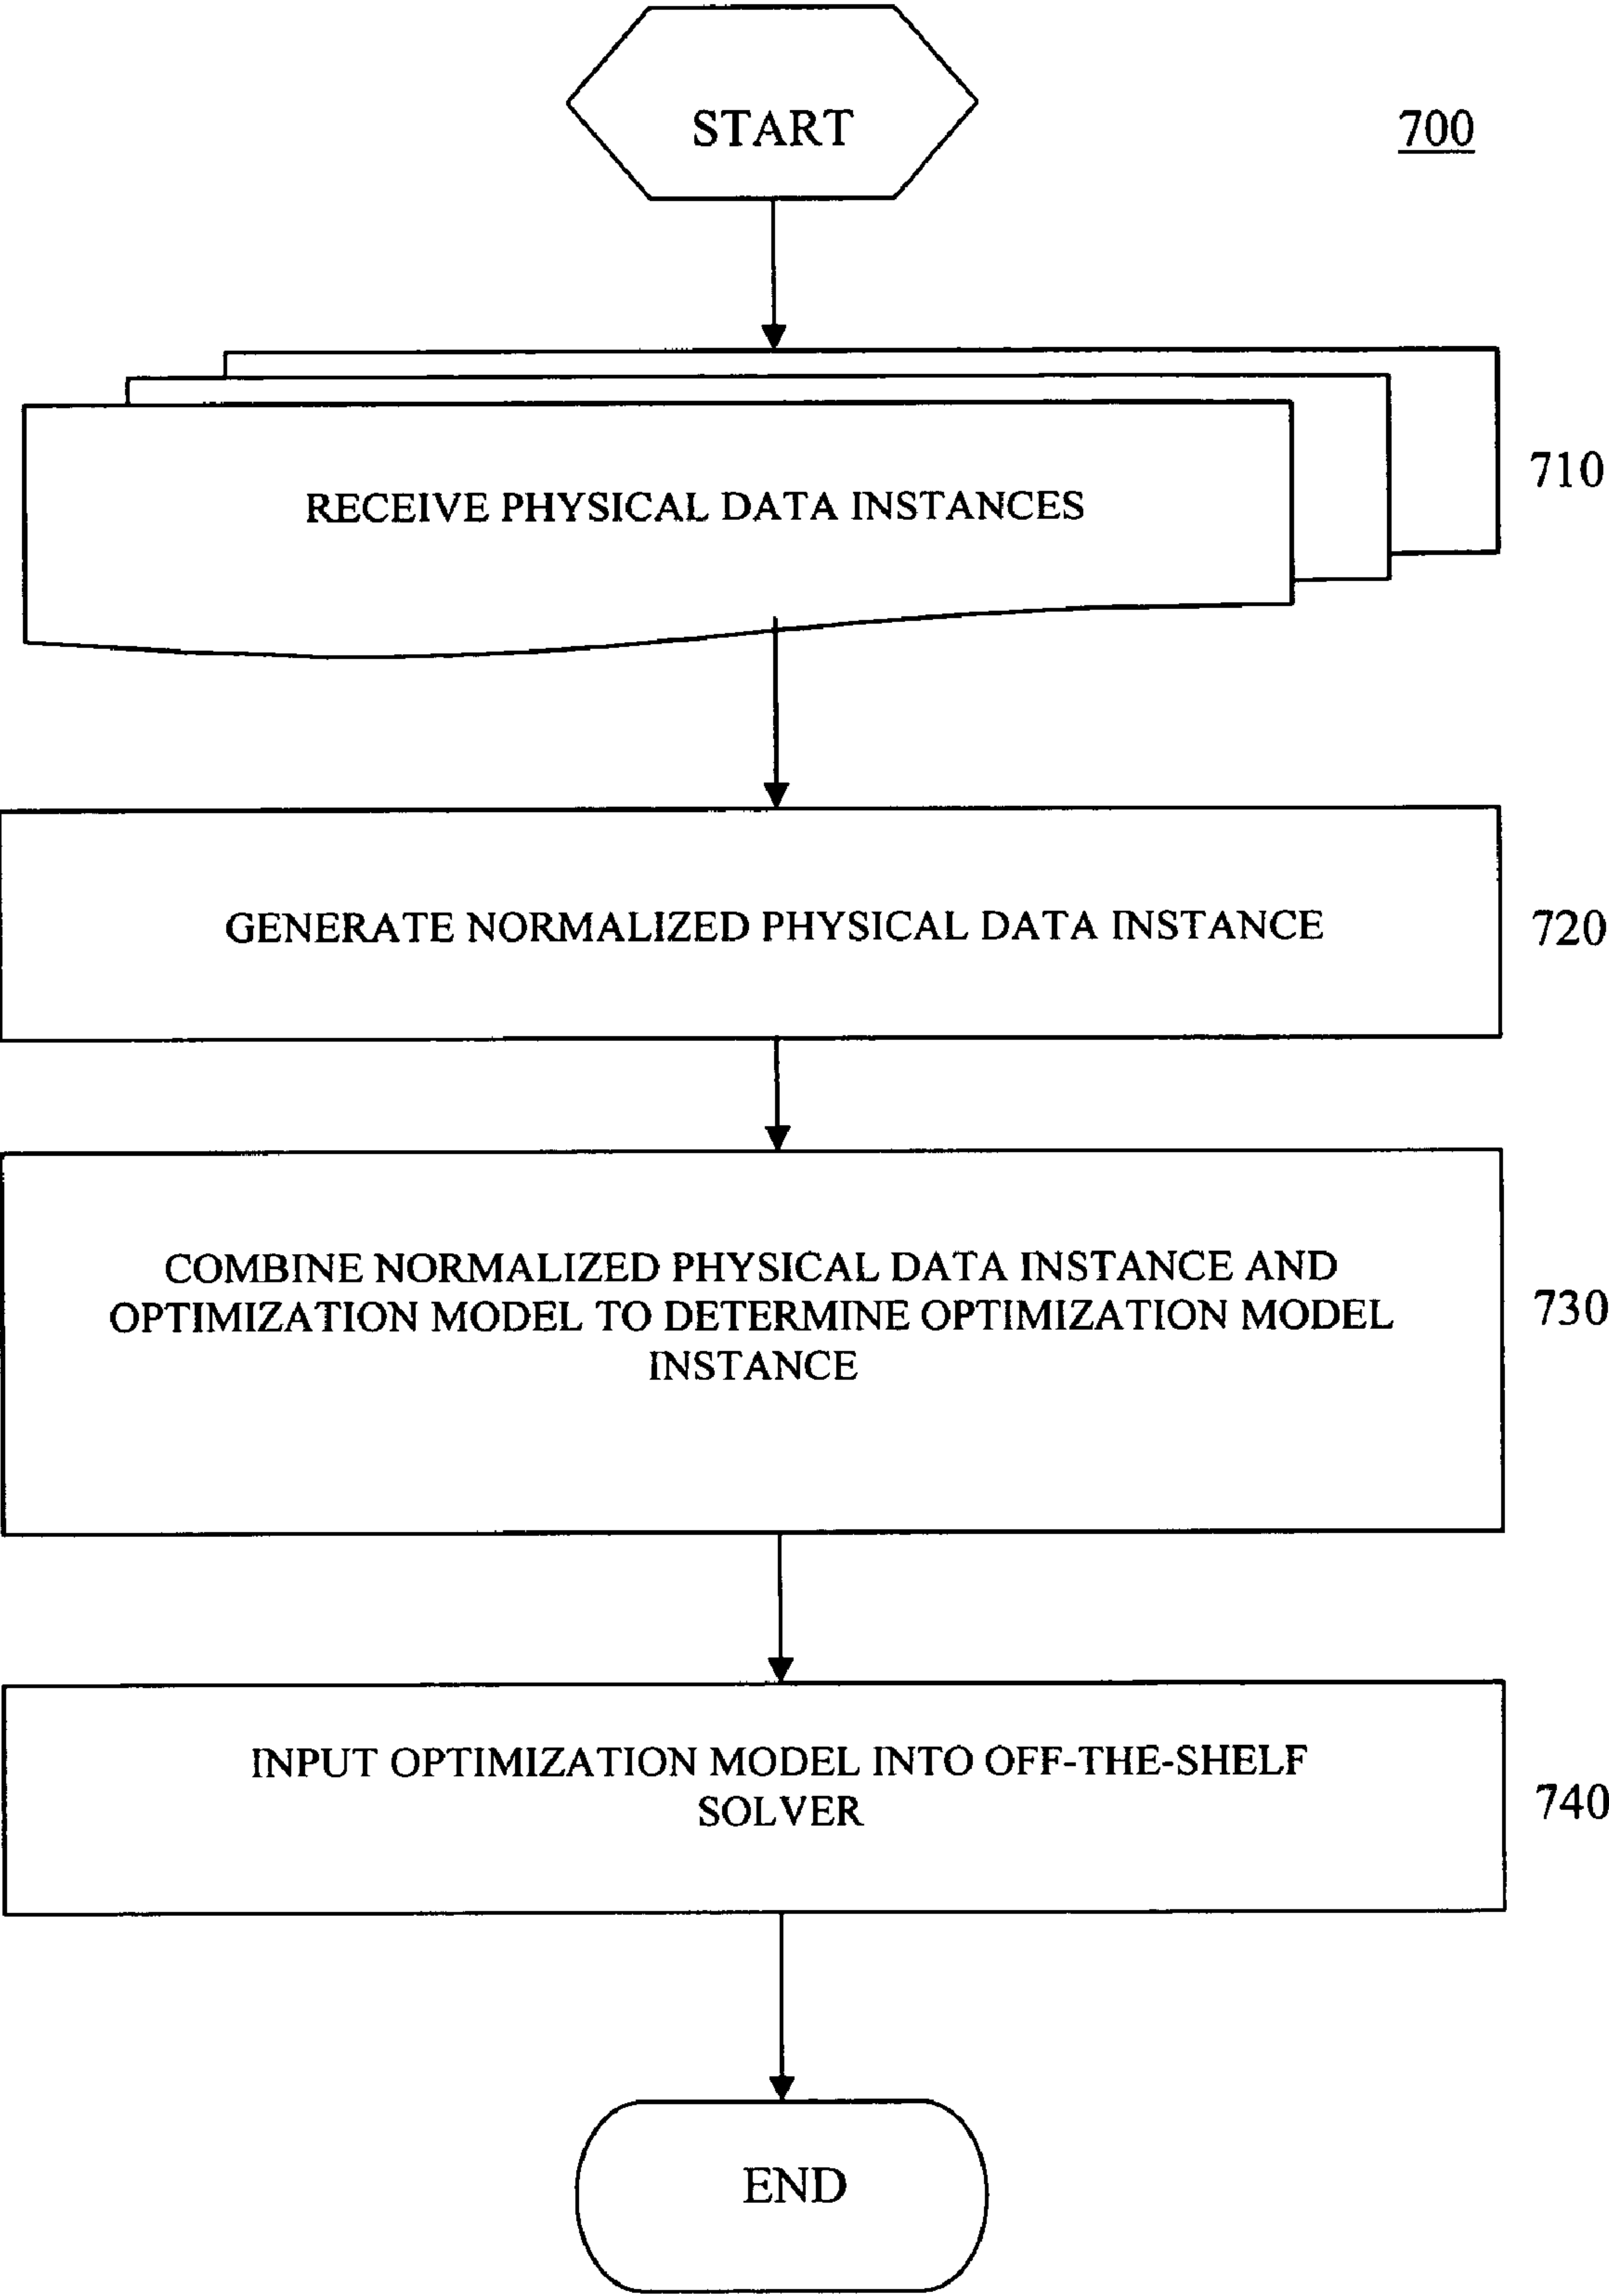 START
700
RECEIVE PHYSICAL DATA INSTANCES
710
GENERATE NORMALIZED PHYSICAL DATA INSTANCE
720
COMBINE NORMALIZED PHYSICAL DATA INSTANCE AND
OPTIMIZATION MODEL TO DETERMINE OPTIMIZATION MODEL
INSTANCE
730
INPUT OPTIMIZATION MODEL INTO OFF-THE-SHELF
SOLVER
740
END